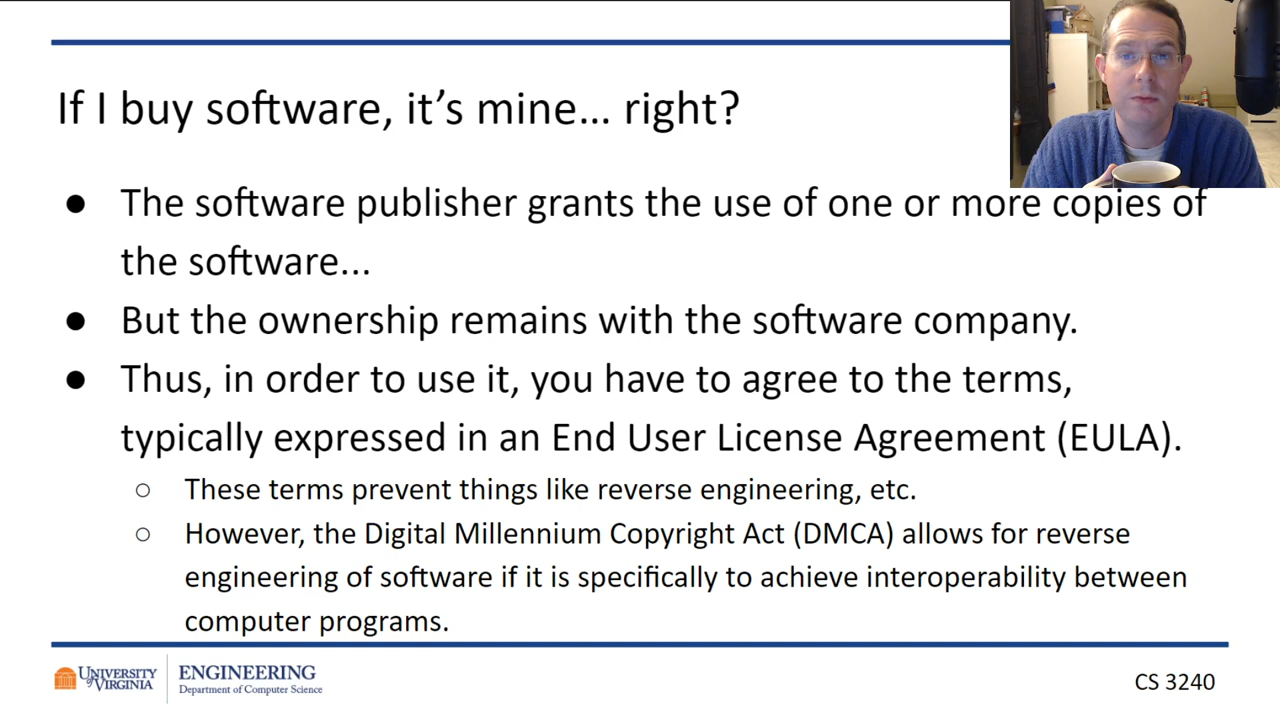 If I buy software, it's mine... right?
● The software publisher grants the use of one or more copies of
the software...
● But the ownership remains with the software company.
● Thus, in order to use it, you have to agree to the terms,
typically expressed in an End User License Agreement (EULA).
○ These terms prevent things like reverse engineering, etc.
○ However, the Digital Millennium Copyright Act (DMCA) allows for reverse
engineering of software if it is specifically to achieve interoperability between
computer programs.
UNIVERSITY
of VIRGINIA
ENGINEERING
Department of Computer Science
CS 3240